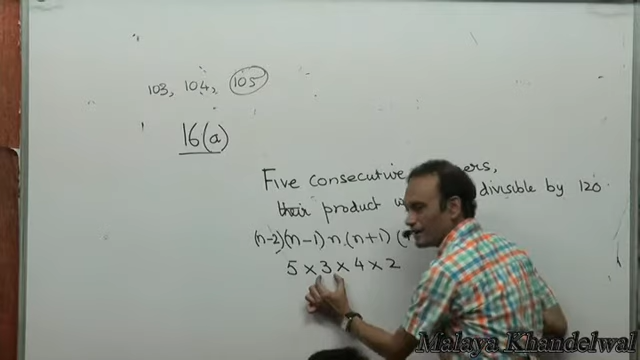 103, 104, 105
16(a)
Five consecutive
their product divisible by 120
(n-2)(n-1) n (n+1) (
5 × 3 × 4 × 2
Malaya Khandelwal